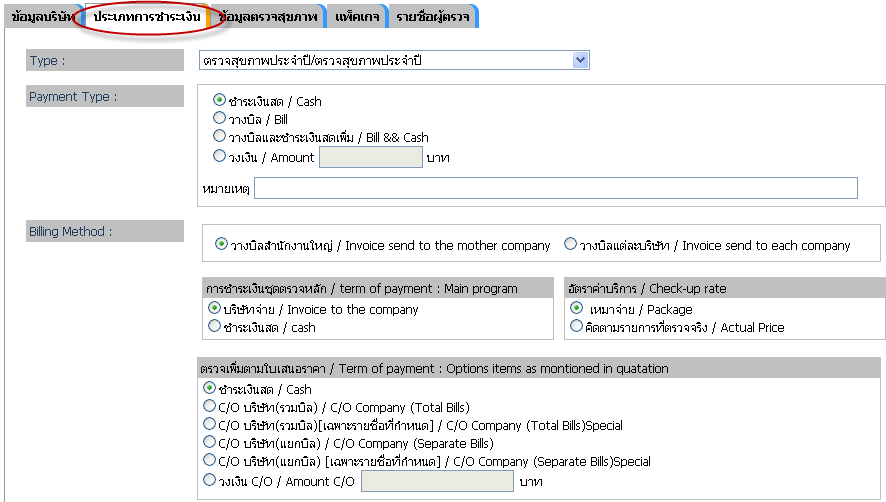 ข้อมูลบริษัท ประเภทการชำระเงิน ข้อมูลตรวจสุขภาพ แพ็คเกจ รายชื่อผู้ตรวจ
Type : ตรวจสุขภาพประจำปี/ตรวจสุขภาพประจำปี
Payment Type : ชำระเงินสด / Cash
วางบิล / Bill
วางบิลและชำระเงินสดเพิ่ม / Bill && Cash
วงเงิน / Amount บาท
หมายเหตุ
Billing Method : วางบิลสำนักงานใหญ่ / Invoice send to the mother company วางบิลแต่ละบริษัท / Invoice send to each company
การชำระเงินชุดตรวจหลัก / term of payment : Main program อัตราค่าบริการ / Check-up rate
บริษัทจ่าย / Invoice to the company เหมาจ่าย / Package
ชำระเงินสด / cash คิดตามรายการที่ตรวจจริง / Actual Price
ตรวจเพิ่มตามใบเสนอราคา / Term of payment : Options items as montioned in quatation
ชำระเงินสด / Cash
C/O บริษัท(รวมบิล) / C/O Company (Total Bills)
C/O บริษัท(รวมบิล)[เฉพาะรายชื่อที่กำหนด] / C/O Company (Total Bills)Special
C/O บริษัท(แยกบิล) / C/O Company (Separate Bills)
C/O บริษัท(แยกบิล) [เฉพาะรายชื่อที่กำหนด] / C/O Company (Separate Bills)Special
วงเงิน C/O / Amount C/O บาท